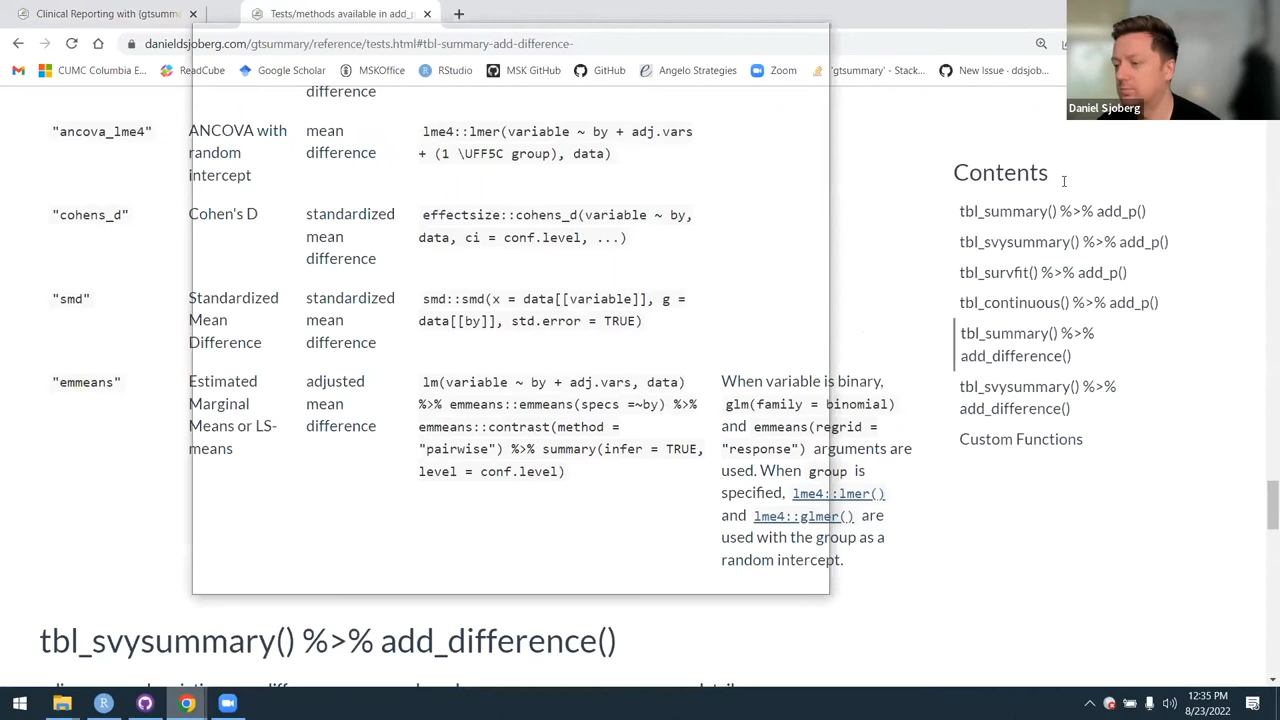 Clinical Reporting with {gtsumma
Tests/methods available in add_
danieldsjoberg.com/gtsummary/reference/tests.html#tbl-summary-add-difference-
CUMC Columbia E...
ReadCube
Google Scholar
MSKOffice
RStudio
MSK GitHub
GitHub
Angelo Strategies
Zoom
'gtsummary' - Stack...
New Issue · ddsjob...
Daniel Sjoberg
difference
"ancova_lme4"
ANCOVA with
random
intercept
mean
difference
lme4::lmer(variable ~ by + adj.vars
+ (1 \UFF5C group), data)
"cohens_d"
Cohen's D
standardized
mean
difference
effectsize::cohens_d(variable ~ by,
data, ci = conf.level, ...)
"smd"
Standardized
Mean
Difference
standardized
mean
difference
smd::smd(x = data[[variable]], g =
data[[by]], std.error = TRUE)
"emmeans"
Estimated
Marginal
Means or LS-
means
adjusted
mean
difference
lm(variable ~ by + adj.vars, data)
%>% emmeans::emmeans(specs =~by) %>%
emmeans::contrast(method =
"pairwise") %>% summary(infer = TRUE,
level = conf.level)
When variable is binary,
glm(family = binomial)
and emmeans(regrid =
"response") arguments are
used. When group is
specified, lme4::lmer()
and lme4::glmer() are
used with the group as a
random intercept.
Contents
tbl_summary() %>% add_p()
tbl_svysummary() %>% add_p()
tbl_survfit() %>% add_p()
tbl_continuous() %>% add_p()
tbl_summary() %>%
add_difference()
tbl_svysummary() %>%
add_difference()
Custom Functions
tbl_svysummary() %>% add_difference()
12:35 PM
8/23/2022